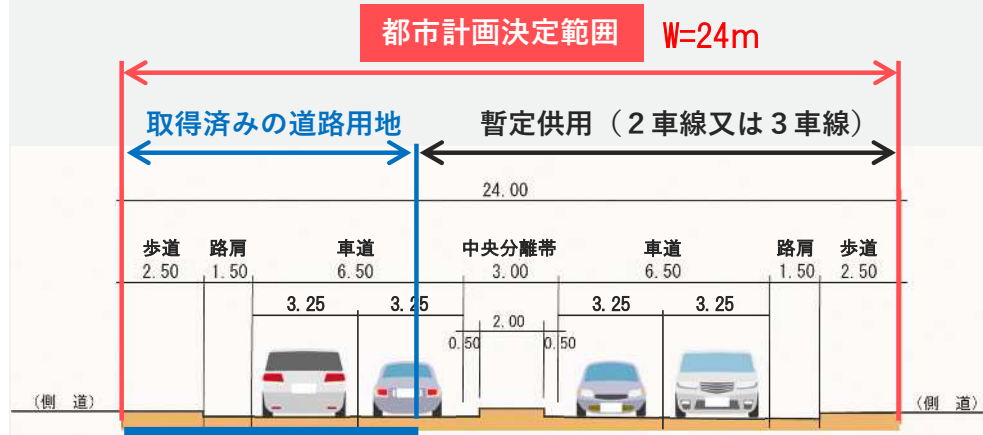 都市計画決定範囲 W=24m
取得済みの道路用地 暫定供用（２車線又は３車線）
24.00
歩道 路肩 車道 中央分離帯 車道 路肩 歩道
2.50 1.50 6.50 3.00 6.50 1.50 2.50
3.25 3.25 3.25 3.25
2.00
0.50 0.50
（側 道） （側 道）